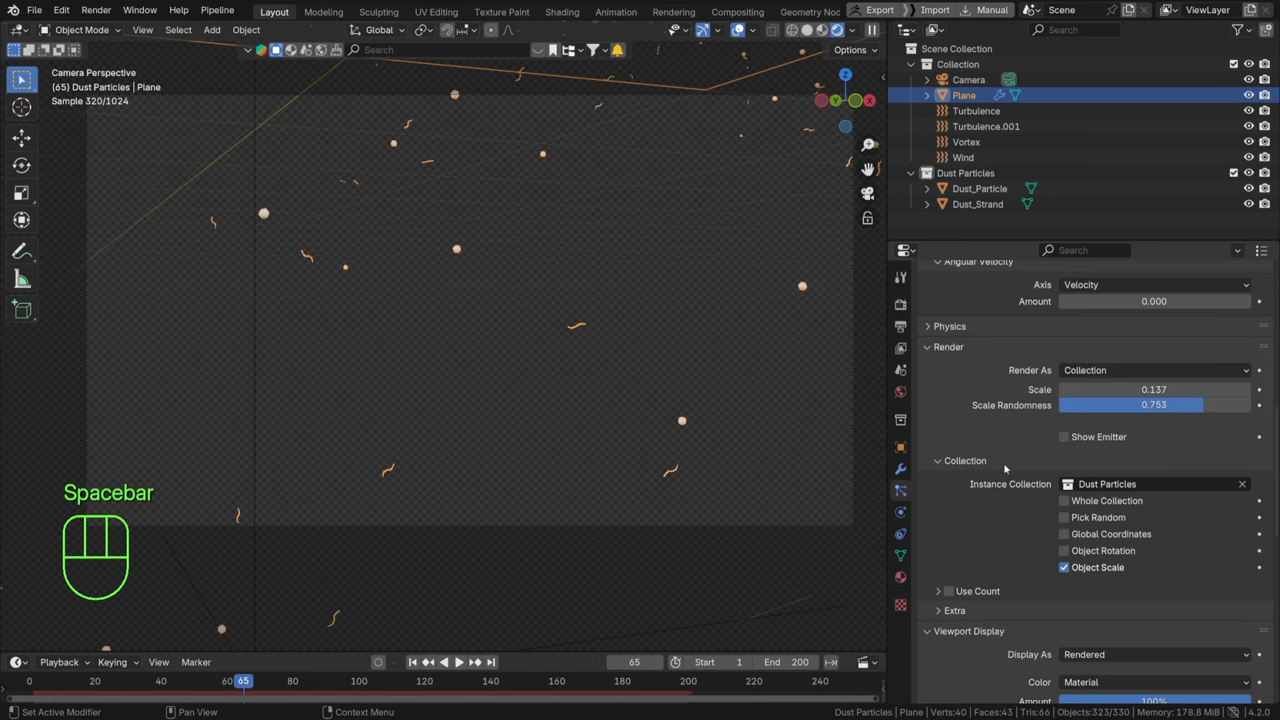 File Edit Render Window Help Pipeline Layout Modeling Sculpting UV Editing Texture Paint Shading Animation Rendering Compositing Geometry No Export Import Manual Scene ViewLayer
Object Mode View Select Add Object Global
Search Options
Search
Camera Perspective
(65) Dust Particles | Plane
Sample 320/1024
Z
Y
X
Scene Collection
Collection
Camera
Plane
Turbulence
Turbulence.001
Vortex
Wind
Dust Particles
Dust_Particle
Dust_Strand
Search
Angular Velocity
Axis Velocity
Amount 0.000
Physics
Render
Render As Collection
Scale 0.137
Scale Randomness 0.753
Show Emitter
Collection
Instance Collection Dust Particles
Whole Collection
Pick Random
Global Coordinates
Object Rotation
Object Scale
Use Count
Extra
Viewport Display
Display As Rendered
Color Material
Amount 100%
Spacebar
Playback Keying View Marker 65 Start 1 End 200
0 20 40 60 65 80 100 120 140 160 180 200 220 240
Set Active Modifier Pan View Context Menu Dust Particles | Plane | Verts:40 | Faces:43 | Tris:66 | Objects:323/330 | Memory: 178.8 MiB 4.2.0